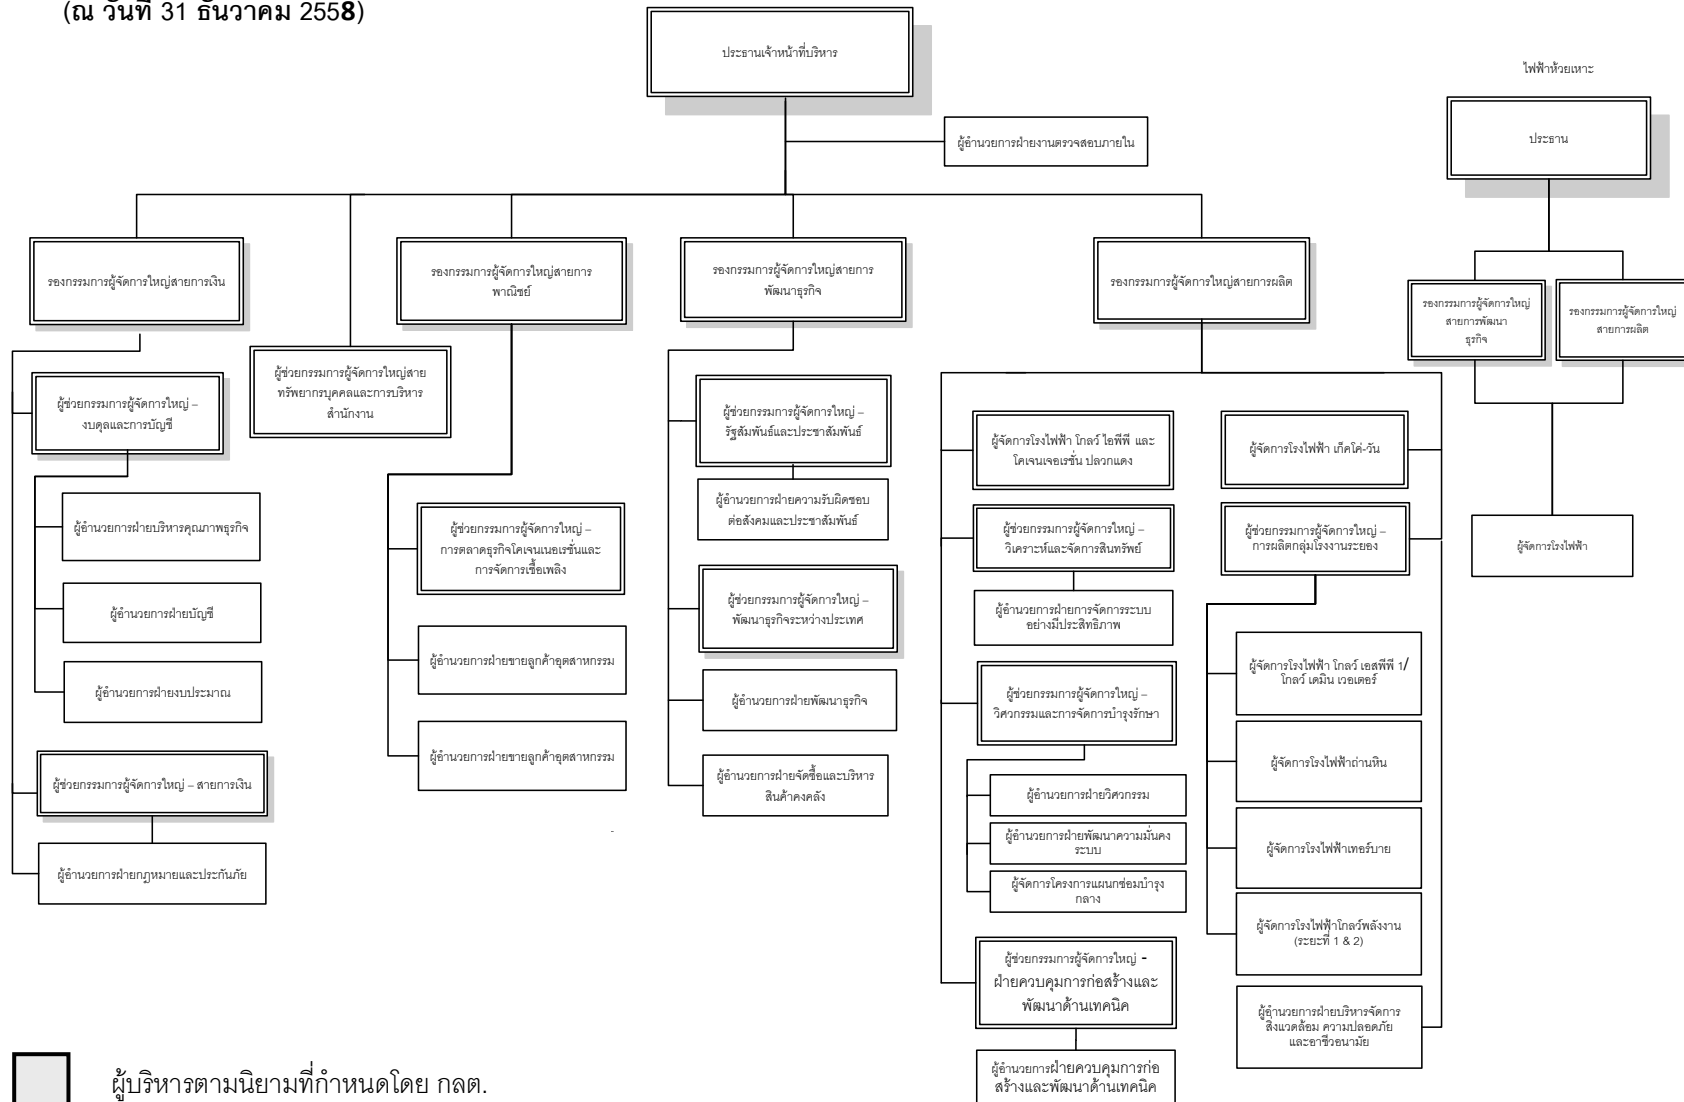 (ณ วันที่ 31 ธันวาคม 2558)
ประธานเจ้าหน้าที่บริหาร
ไฟฟ้าห้วยเหาะ
ประธาน
ผู้อำนวยการฝ่ายงานตรวจสอบภายใน
รองกรรมการผู้จัดการใหญ่สายการเงิน
รองกรรมการผู้จัดการใหญ่สายการ
พาณิชย์
รองกรรมการผู้จัดการใหญ่สายการ
พัฒนาธุรกิจ
รองกรรมการผู้จัดการใหญ่สายการผลิต
รองกรรมการผู้จัดการใหญ่
สายการพัฒนา
ธุรกิจ
รองกรรมการผู้จัดการใหญ่
สายการผลิต
ผู้จัดการโรงไฟฟ้า
ผู้ช่วยกรรมการผู้จัดการใหญ่ –
งบดุลและการบัญชี
ผู้อำนวยการฝ่ายบริหารคุณภาพธุรกิจ
ผู้อำนวยการฝ่ายบัญชี
ผู้อำนวยการฝ่ายงบประมาณ
ผู้ช่วยกรรมการผู้จัดการใหญ่ – สายการเงิน
ผู้อำนวยการฝ่ายกฎหมายและประกันภัย
ผู้ช่วยกรรมการผู้จัดการใหญ่สาย
ทรัพยากรบุคคลและการบริหาร
สำนักงาน
ผู้ช่วยกรรมการผู้จัดการใหญ่ –
การตลาดธุรกิจโคเจนเนอเรชั่นและ
การจัดการเชื้อเพลิง
ผู้อำนวยการฝ่ายขายลูกค้าอุตสาหกรรม
ผู้อำนวยการฝ่ายขายลูกค้าอุตสาหกรรม
ผู้ช่วยกรรมการผู้จัดการใหญ่ –
รัฐสัมพันธ์และประชาสัมพันธ์
ผู้อำนวยการฝ่ายความรับผิดชอบ
ต่อสังคมและประชาสัมพันธ์
ผู้ช่วยกรรมการผู้จัดการใหญ่ –
พัฒนาธุรกิจระหว่างประเทศ
ผู้อำนวยการฝ่ายพัฒนาธุรกิจ
ผู้อำนวยการฝ่ายจัดซื้อและบริหาร
สินค้าคงคลัง
ผู้จัดการโรงไฟฟ้า โกลว์ ไอพีพี และ
โคเจนเจอเรชั่น ปลวกแดง
ผู้ช่วยกรรมการผู้จัดการใหญ่ –
วิเคราะห์และจัดการสินทรัพย์
ผู้อำนวยการฝ่ายการจัดการระบบ
อย่างมีประสิทธิภาพ
ผู้ช่วยกรรมการผู้จัดการใหญ่ –
วิศวกรรมและการจัดการบำรุงรักษา
ผู้อำนวยการฝ่ายวิศวกรรม
ผู้อำนวยการฝ่ายพัฒนาความมั่นคง
ระบบ
ผู้จัดการโครงการแผนกซ่อมบำรุง
กลาง
ผู้ช่วยกรรมการผู้จัดการใหญ่ -
ฝ่ายควบคุมการก่อสร้างและ
พัฒนาด้านเทคนิค
ผู้อำนวยการฝ่ายควบคุมการก่อ
สร้างและพัฒนาด้านเทคนิค
ผู้จัดการโรงไฟฟ้า เก็คโค่-วัน
ผู้ช่วยกรรมการผู้จัดการใหญ่ –
การผลิตกลุ่มโรงงานระยอง
ผู้จัดการโรงไฟฟ้า โกลว์ เอสพีพี 1/
โกลว์ เดมิน เวอเตอร์
ผู้จัดการโรงไฟฟ้าถ่านหิน
ผู้จัดการโรงไฟฟ้าเทอร์บาย
ผู้จัดการโรงไฟฟ้าโกลว์พลังงาน
(ระยะที่ 1 & 2)
ผู้อำนวยการฝ่ายบริหารจัดการ
สิ่งแวดล้อม ความปลอดภัย
และอาชีวอนามัย
ผู้บริหารตามนิยามที่กำหนดโดย กลต.